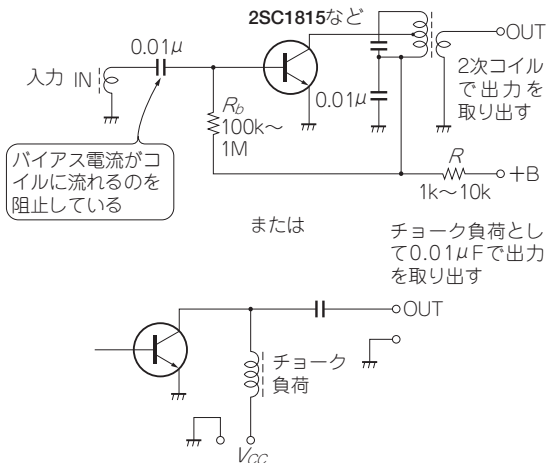 2SC1815など
OUT
0.01μ
入力 IN
2次コイル
で出力を
取り出す
0.01μ
Rb
100k～
1M
バイアス電流がコ
イルに流れるのを
阻止している
R
1k～10k
+B
または
チョーク負荷とし
て0.01μFで出力
を取り出す
OUT
チョーク
負荷
VCC